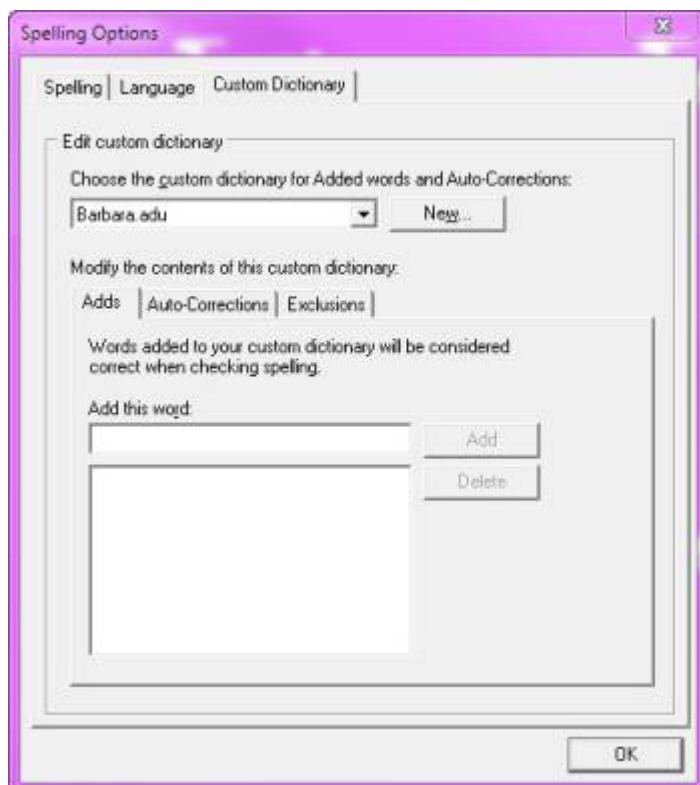 Spelling Options
Spelling Language Custom Dictionary
Edit custom dictionary
Choose the custom dictionary for Added words and Auto-Corrections:
Barbara.adu New...
Modify the contents of this custom dictionary:
Adds Auto-Corrections Exclusions
Words added to your custom dictionary will be considered
correct when checking spelling.
Add this word:
Add
Delete
OK